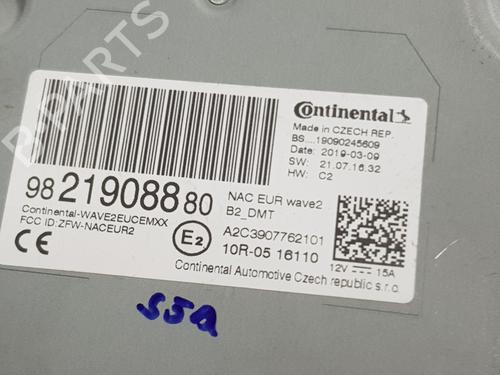 Continental
Made in CZECH REP.
BS....19090245609
Date: 2019-03-09
SW: 21.07.16.32
HW: C2
98 219088 80
NAC EUR wave2
B2_DMT
Continental-WAVE2EUCEMXX
FCC ID:ZFW-NACEUR2
A2C3907762101
10R-05 16110
CE
E2
12V 15A
Continental Automotive Czech republic s.r.o.
S5A
B-PARTS